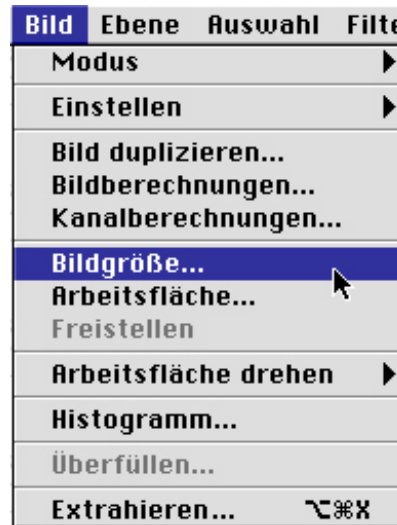 Bild Ebene Auswahl Filte
Modus
Einstellen
Bild duplizieren...
Bildberechnungen...
Kanalberechnungen...
Bildgröße...
Arbeitsfläche...
Freistellen
Arbeitsfläche drehen
Histogramm...
Überfüllen...
Extrahieren... ⌥⌘X